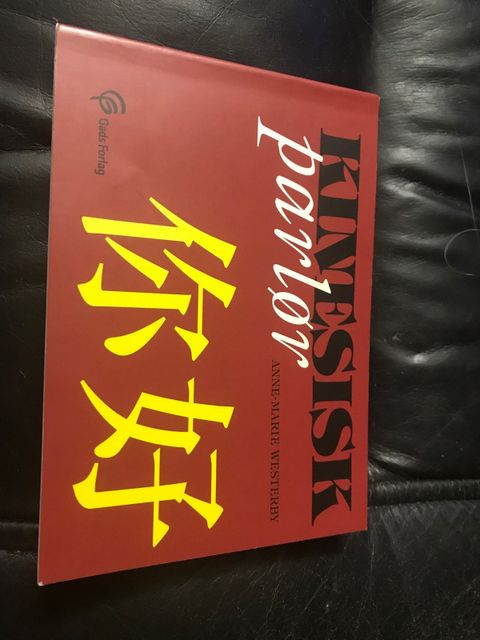 KINESISK
parlør
ANNE-MARIE WESTERBY
你好
Gads Forlag